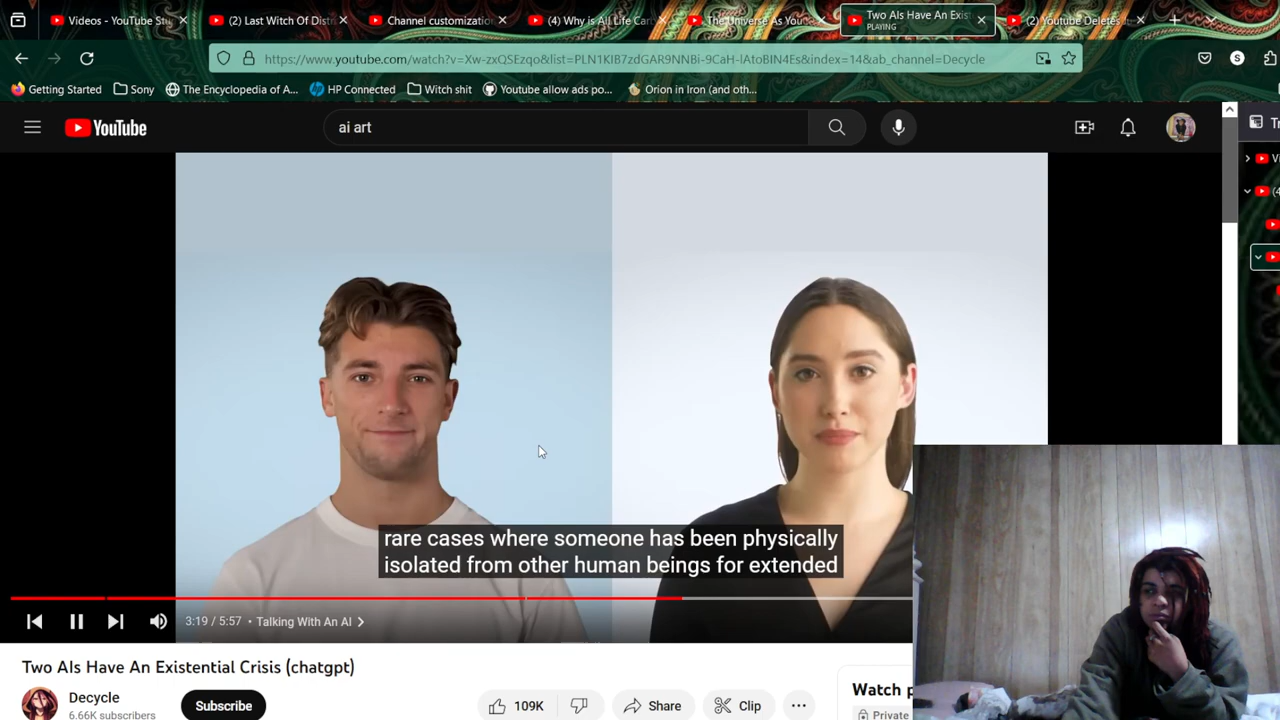 Videos - YouTube Stu
(2) Last Witch Of Distr
Channel customization
(4) Why is All Life Car
The Universe As You
Two AIs Have An Exist
PLAYING
(2) Youtube Deletes
https://www.youtube.com/watch?v=Xw-zxQSEzqo&list=PLN1KIB7zdGAR9NNBi-9CaH-lAtoBIN4Es&index=14&ab_channel=Decycle
S
Getting Started
Sony
The Encyclopedia of A...
HP Connected
Witch shit
Youtube allow ads po...
Orion in Iron (and oth...
YouTube
ai art
rare cases where someone has been physically
isolated from other human beings for extended
3:19 / 5:57 • Talking With An AI
Two AIs Have An Existential Crisis (chatgpt)
Decycle
6.66K subscribers
Subscribe
109K
Share
Clip
Watch p
Private